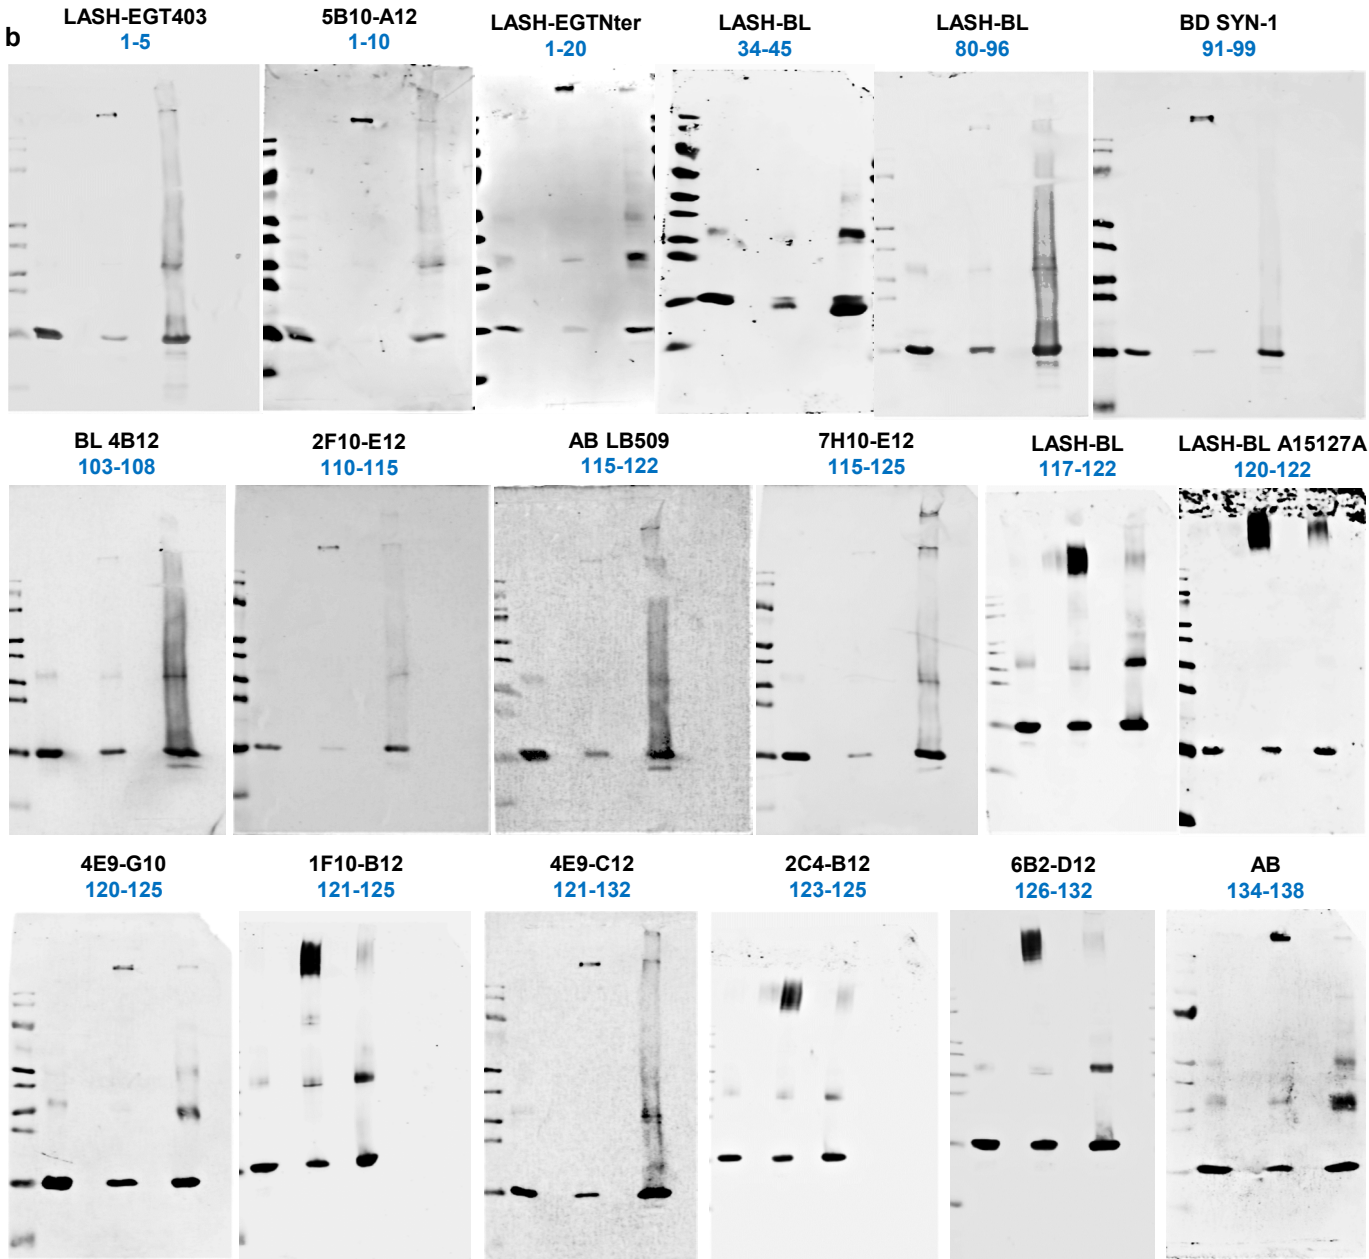 b
LASH-EGT403
1-5
5B10-A12
1-10
LASH-EGTNter
1-20
LASH-BL
34-45
LASH-BL
80-96
BD SYN-1
91-99
BL 4B12
103-108
2F10-E12
110-115
AB LB509
115-122
7H10-E12
115-125
LASH-BL
117-122
LASH-BL A15127A
120-122
4E9-G10
120-125
1F10-B12
121-125
4E9-C12
121-132
2C4-B12
123-125
6B2-D12
126-132
AB
134-138